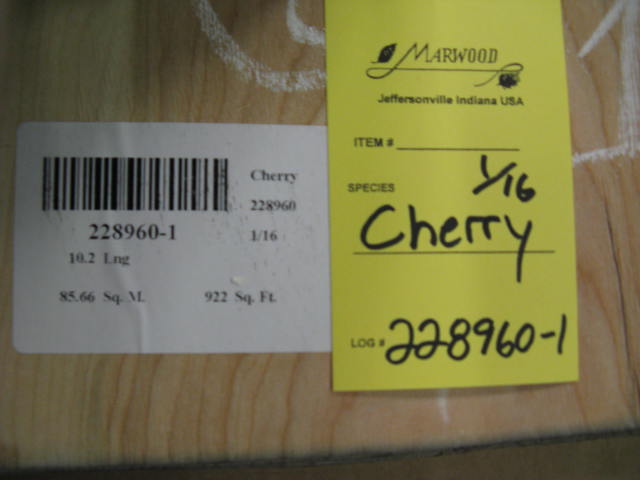 Cherry
228960
228960-1
1/16
10.2 Lng
85.66 Sq. M. 922 Sq. Ft.
MARWOOD
Jeffersonville Indiana USA
ITEM #
1/16
SPECIES
Cherry
LOG # 228960-1